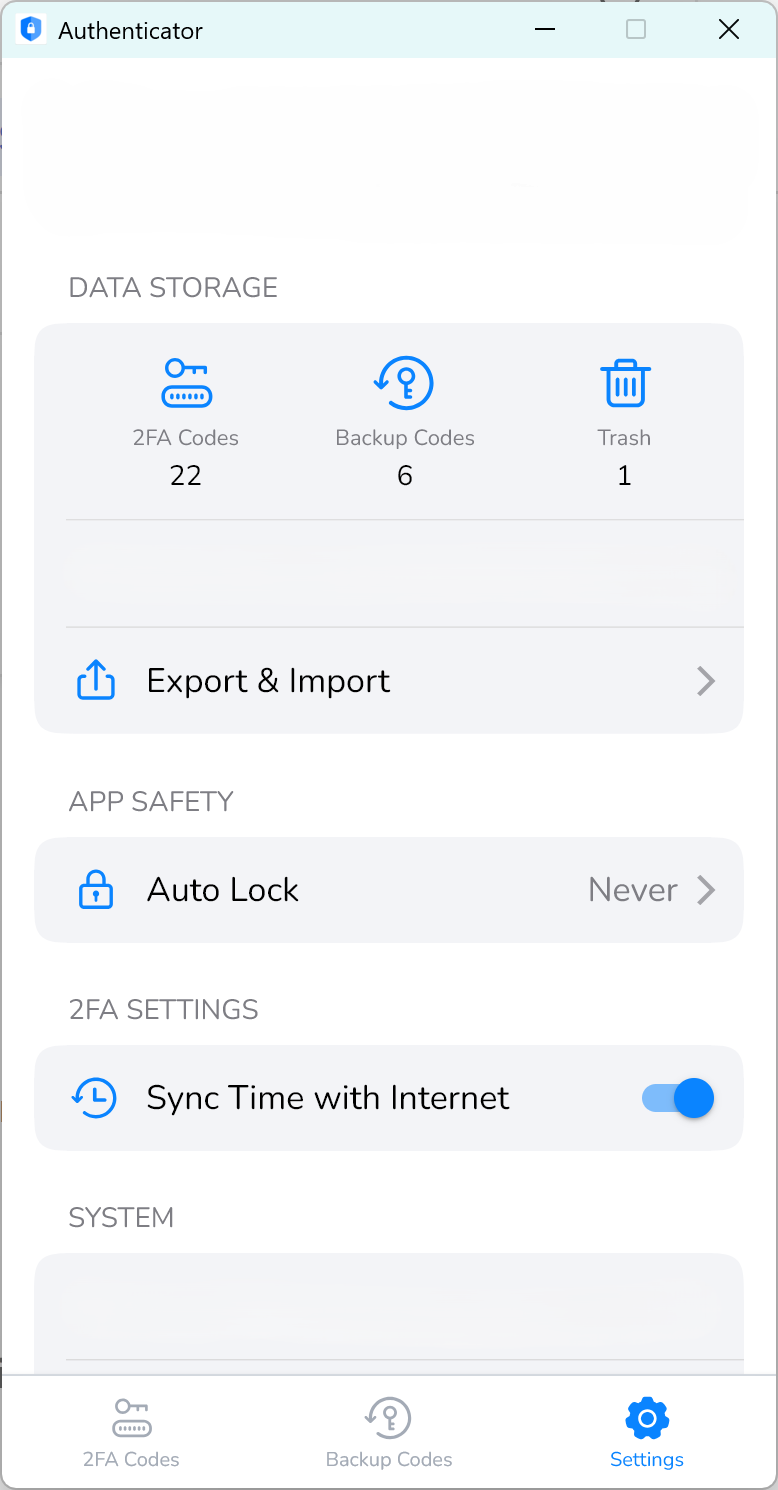 Authenticator
DATA STORAGE
2FA Codes Backup Codes Trash
22 6 1
Export & Import
APP SAFETY
Auto Lock Never
2FA SETTINGS
Sync Time with Internet
SYSTEM
2FA Codes Backup Codes Settings